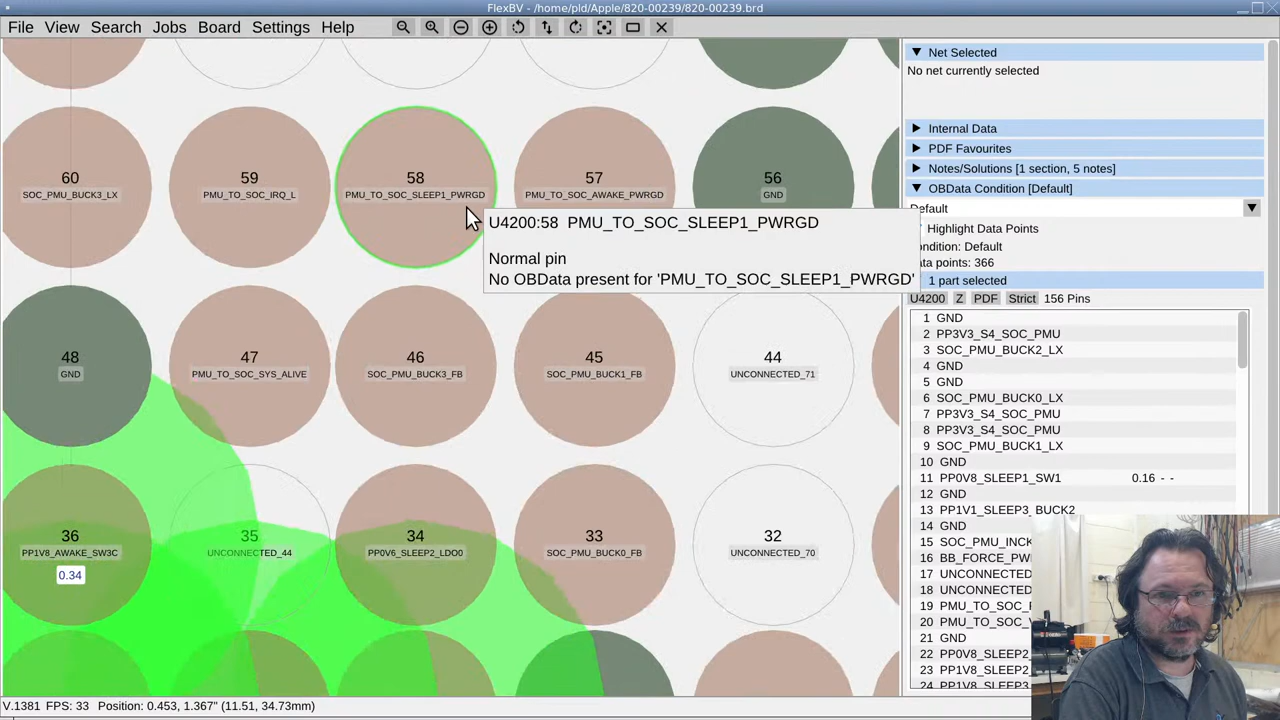 FlexBV - /home/pld/Apple/820-00239/820-00239.brd
File View Search Jobs Board Settings Help
60
SOC_PMU_BUCK3_LX
59
PMU_TO_SOC_IRQ_L
58
PMU_TO_SOC_SLEEP1_PWRGD
57
PMU_TO_SOC_AWAKE_PWRGD
56
GND
U4200:58 PMU_TO_SOC_SLEEP1_PWRGD
Normal pin
No OBData present for 'PMU_TO_SOC_SLEEP1_PWRGD'
48
GND
47
PMU_TO_SOC_SYS_ALIVE
46
SOC_PMU_BUCK3_FB
45
SOC_PMU_BUCK1_FB
44
UNCONNECTED_71
36
PP1V8_AWAKE_SW3C
0.34
35
UNCONNECTED_44
34
PP0V6_SLEEP2_LDO0
33
SOC_PMU_BUCK0_FB
32
UNCONNECTED_70
Net Selected
No net currently selected
Internal Data
PDF Favourites
Notes/Solutions [1 section, 5 notes]
OBData Condition [Default]
Default
Highlight Data Points
ondition: Default
ata points: 366
1 part selected
U4200 Z PDF Strict 156 Pins
1 GND
2 PP3V3_S4_SOC_PMU
3 SOC_PMU_BUCK2_LX
4 GND
5 GND
6 SOC_PMU_BUCK0_LX
7 PP3V3_S4_SOC_PMU
8 PP3V3_S4_SOC_PMU
9 SOC_PMU_BUCK1_LX
10 GND
11 PP0V8_SLEEP1_SW1 0.16 - -
12 GND
13 PP1V1_SLEEP3_BUCK2
14 GND
15 SOC_PMU_INCK
16 BB_FORCE_PW
17 UNCONNECTED
18 UNCONNECTED
19 PMU_TO_SOC_
20 PMU_TO_SOC_
21 GND
22 PP0V8_SLEEP2
23 PP1V8_SLEEP2
24 PP1V8_SLEEP
V.1381 FPS: 33 Position: 0.453, 1.367" (11.51, 34.73mm)